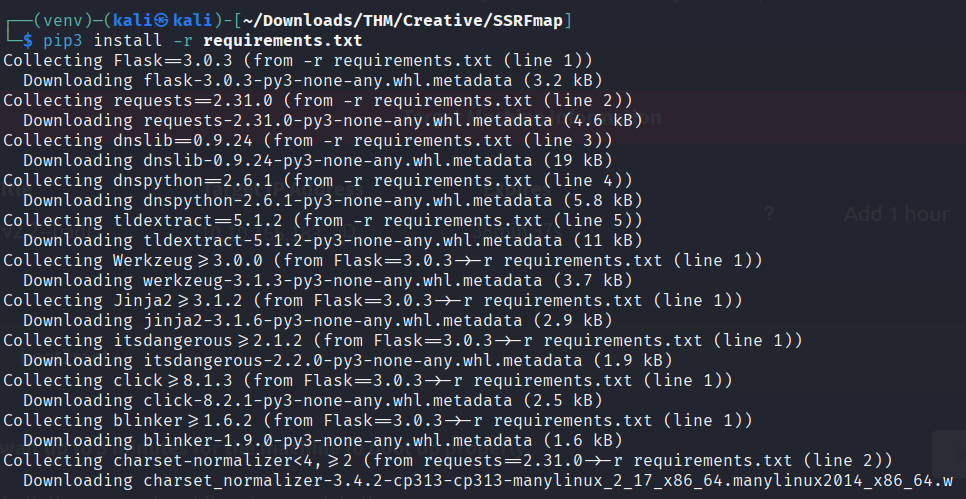 ┌──(venv)─(kali㉿kali)-[~/Downloads/THM/Creative/SSRFmap]
└─$ pip3 install -r requirements.txt
Collecting Flask==3.0.3 (from -r requirements.txt (line 1))
  Downloading flask-3.0.3-py3-none-any.whl.metadata (3.2 kB)
Collecting requests==2.31.0 (from -r requirements.txt (line 2))
  Downloading requests-2.31.0-py3-none-any.whl.metadata (4.6 kB)
Collecting dnslib==0.9.24 (from -r requirements.txt (line 3))
  Downloading dnslib-0.9.24-py3-none-any.whl.metadata (19 kB)
Collecting dnspython==2.6.1 (from -r requirements.txt (line 4))
  Downloading dnspython-2.6.1-py3-none-any.whl.metadata (5.8 kB)
Collecting tldextract==5.1.2 (from -r requirements.txt (line 5))
  Downloading tldextract-5.1.2-py3-none-any.whl.metadata (11 kB)
Collecting Werkzeug>=3.0.0 (from Flask==3.0.3->-r requirements.txt (line 1))
  Downloading werkzeug-3.1.3-py3-none-any.whl.metadata (3.7 kB)
Collecting Jinja2>=3.1.2 (from Flask==3.0.3->-r requirements.txt (line 1))
  Downloading jinja2-3.1.6-py3-none-any.whl.metadata (2.9 kB)
Collecting itsdangerous>=2.1.2 (from Flask==3.0.3->-r requirements.txt (line 1))
  Downloading itsdangerous-2.2.0-py3-none-any.whl.metadata (1.9 kB)
Collecting click>=8.1.3 (from Flask==3.0.3->-r requirements.txt (line 1))
  Downloading click-8.2.1-py3-none-any.whl.metadata (2.5 kB)
Collecting blinker>=1.6.2 (from Flask==3.0.3->-r requirements.txt (line 1))
  Downloading blinker-1.9.0-py3-none-any.whl.metadata (1.6 kB)
Collecting charset-normalizer<4,>=2 (from requests==2.31.0->-r requirements.txt (line 2))
  Downloading charset_normalizer-3.4.2-cp313-cp313-manylinux_2_17_x86_64.manylinux2014_x86_64.w
?
Add 1 hour